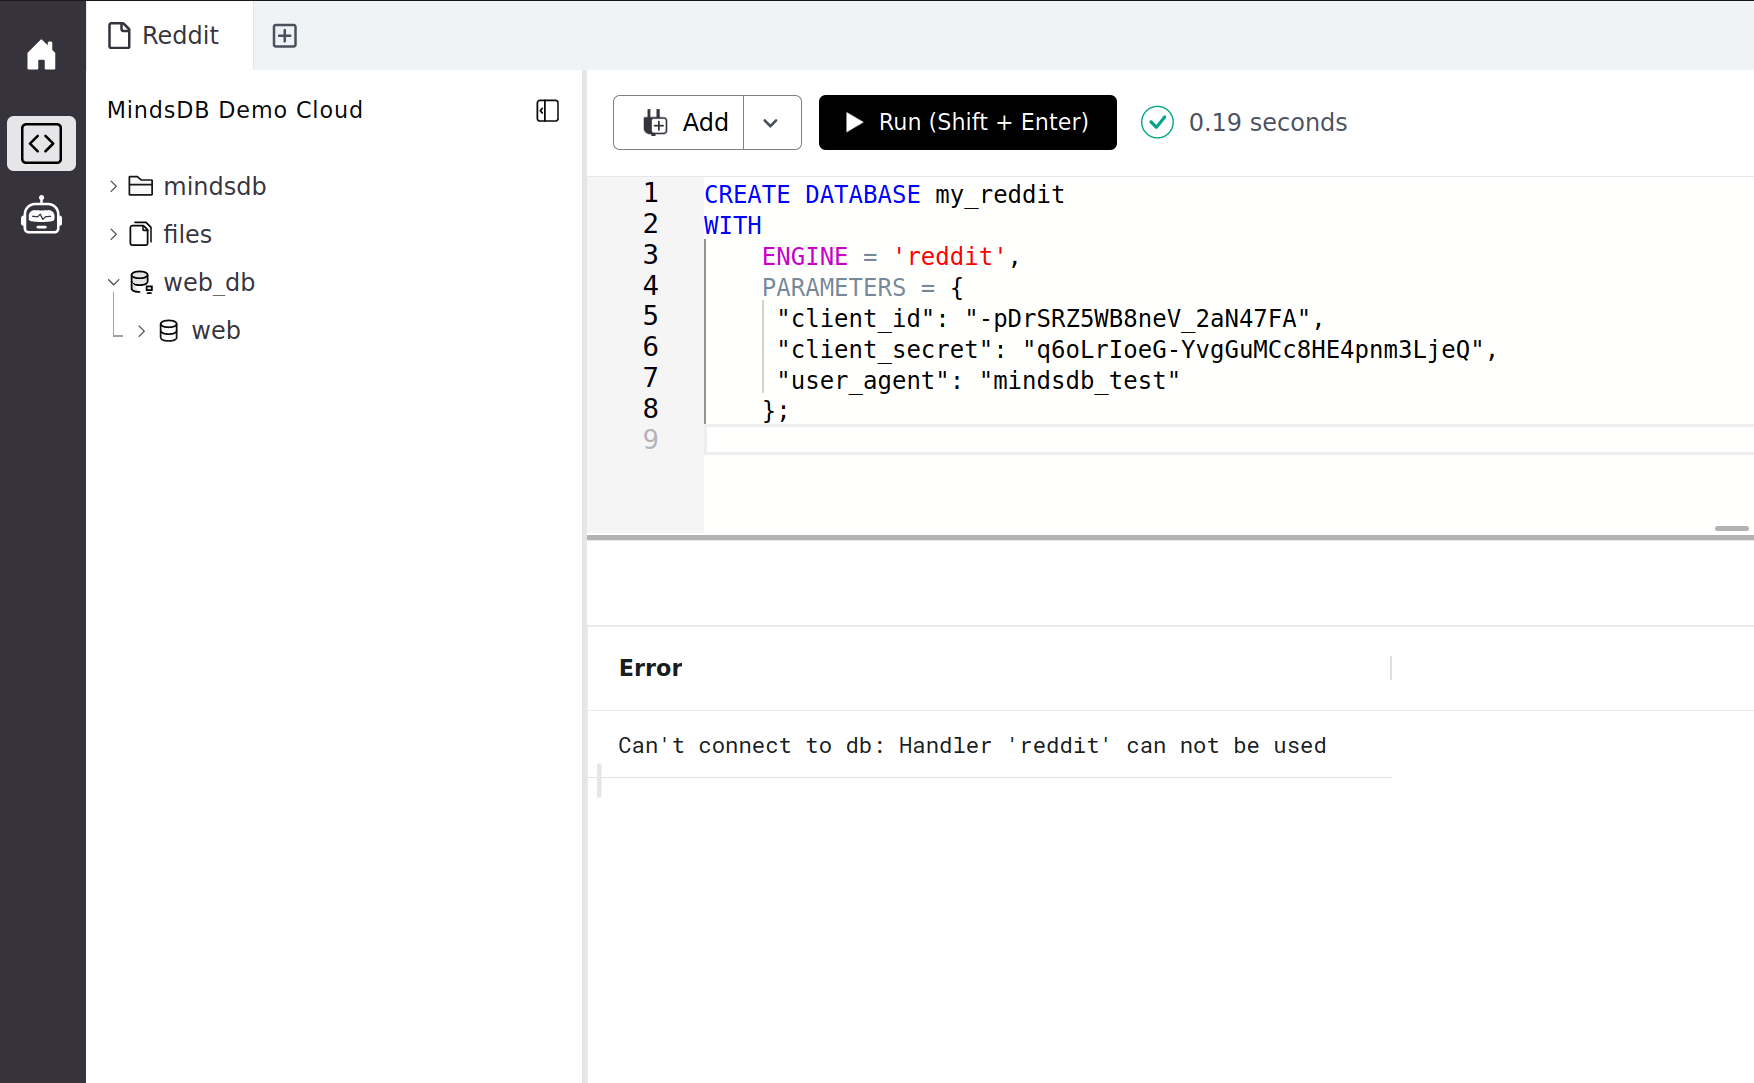 Reddit
MindsDB Demo Cloud
mindsdb
files
web_db
web
Add
Run (Shift + Enter)
0.19 seconds
1 CREATE DATABASE my_reddit
2 WITH
3 ENGINE = 'reddit',
4 PARAMETERS = {
5 "client_id": "-pDrSRZ5WB8neV_2aN47FA",
6 "client_secret": "q6oLrIoeG-YvgGuMCc8HE4pnm3LjeQ",
7 "user_agent": "mindsdb_test"
8 };
9
Error
Can't connect to db: Handler 'reddit' can not be used